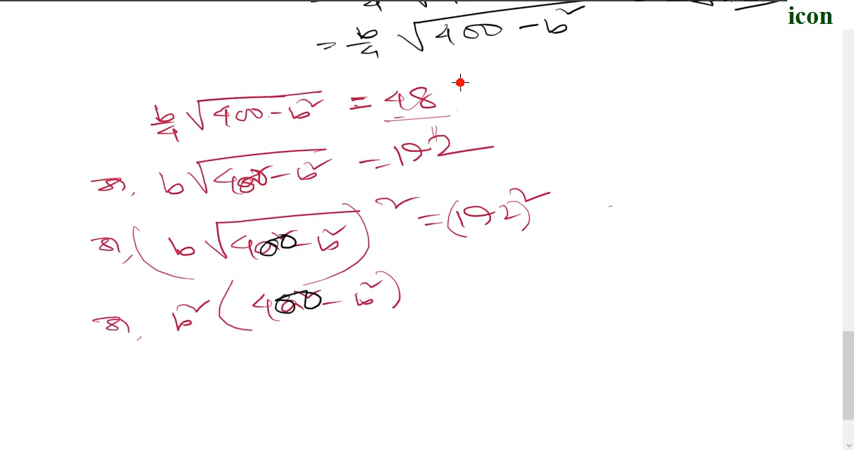 icon
= b/4 √400 - b²
b/4 √400 - b² = 48
বা, b√400 - b² = 192
বা, (b√400 - b²)² = (192)²
বা, b² (400 - b²)